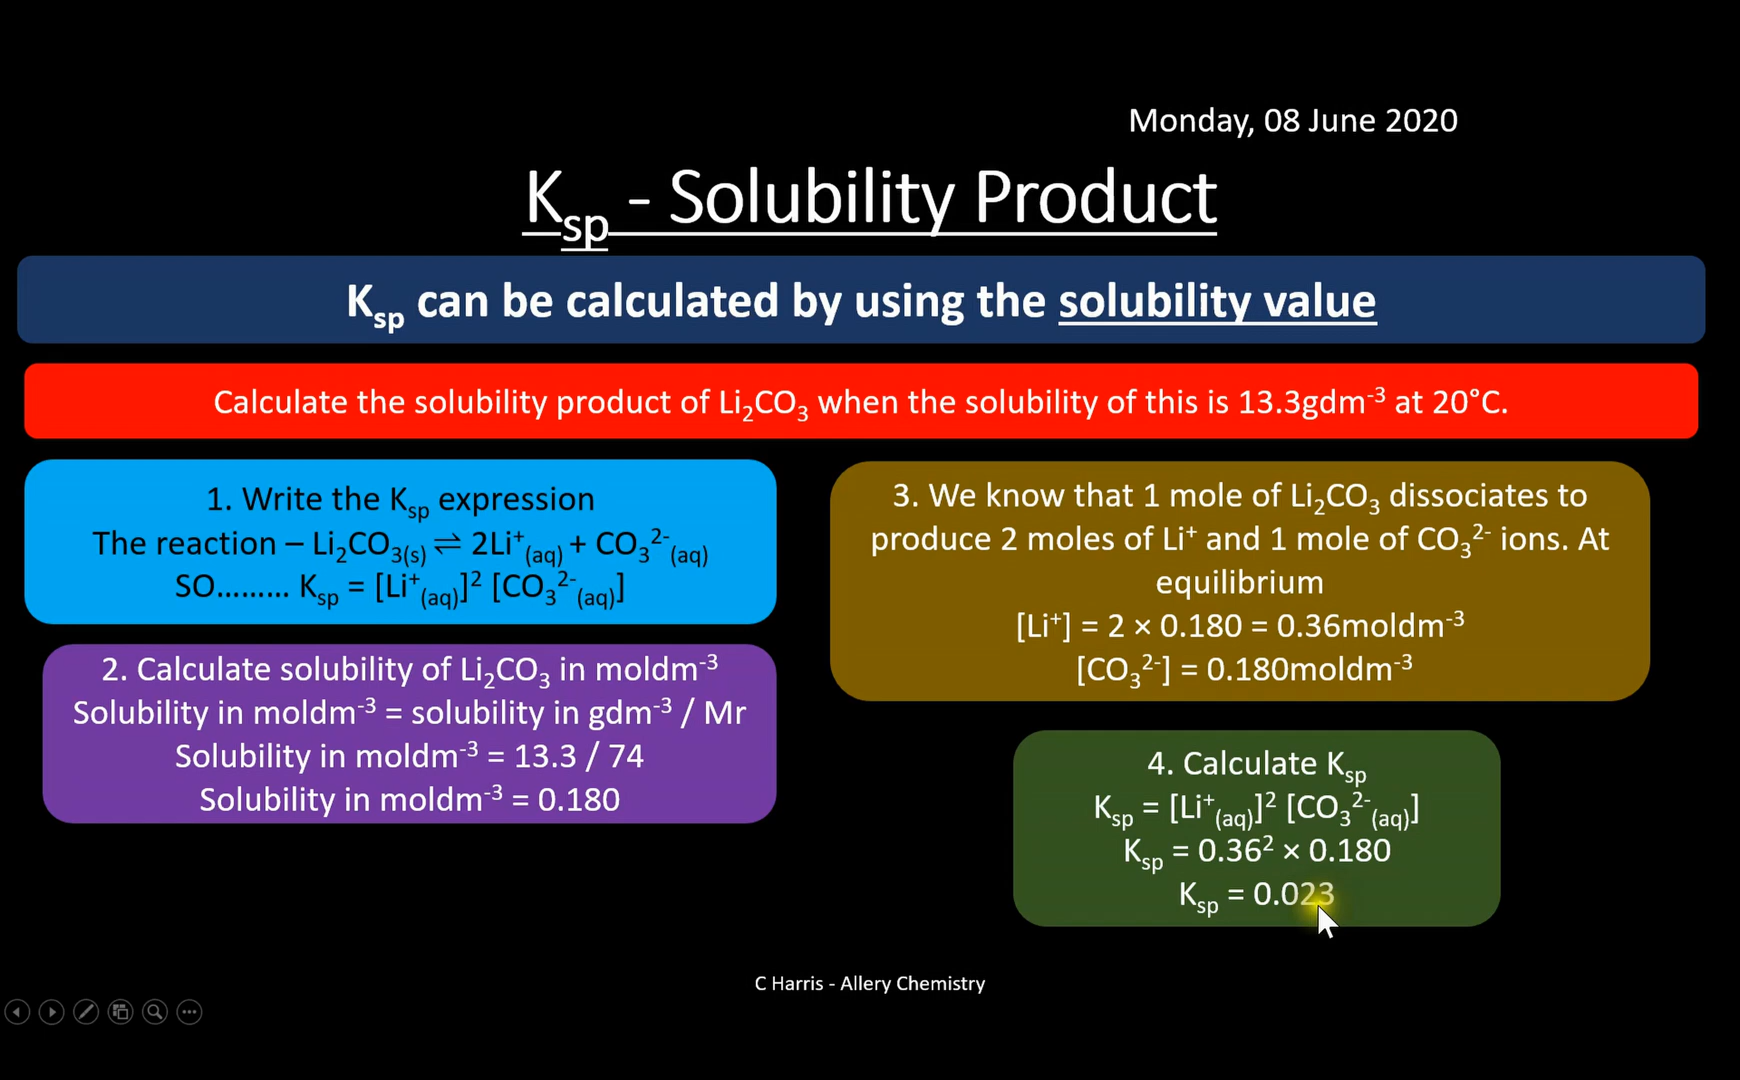 Monday, 08 June 2020
Ksp - Solubility Product
Ksp can be calculated by using the solubility value
Calculate the solubility product of Li₂CO₃ when the solubility of this is 13.3gdm⁻³ at 20°C.
1. Write the Ksp expression
The reaction – Li₂CO₃(s) ⇌ 2Li⁺(aq) + CO₃²⁻(aq)
SO……… Ksp = [Li⁺(aq)]² [CO₃²⁻(aq)]
2. Calculate solubility of Li₂CO₃ in moldm⁻³
Solubility in moldm⁻³ = solubility in gdm⁻³ / Mr
Solubility in moldm⁻³ = 13.3 / 74
Solubility in moldm⁻³ = 0.180
3. We know that 1 mole of Li₂CO₃ dissociates to
produce 2 moles of Li⁺ and 1 mole of CO₃²⁻ ions. At
equilibrium
[Li⁺] = 2 × 0.180 = 0.36moldm⁻³
[CO₃²⁻] = 0.180moldm⁻³
4. Calculate Ksp
Ksp = [Li⁺(aq)]² [CO₃²⁻(aq)]
Ksp = 0.36² × 0.180
Ksp = 0.023
C Harris - Allery Chemistry